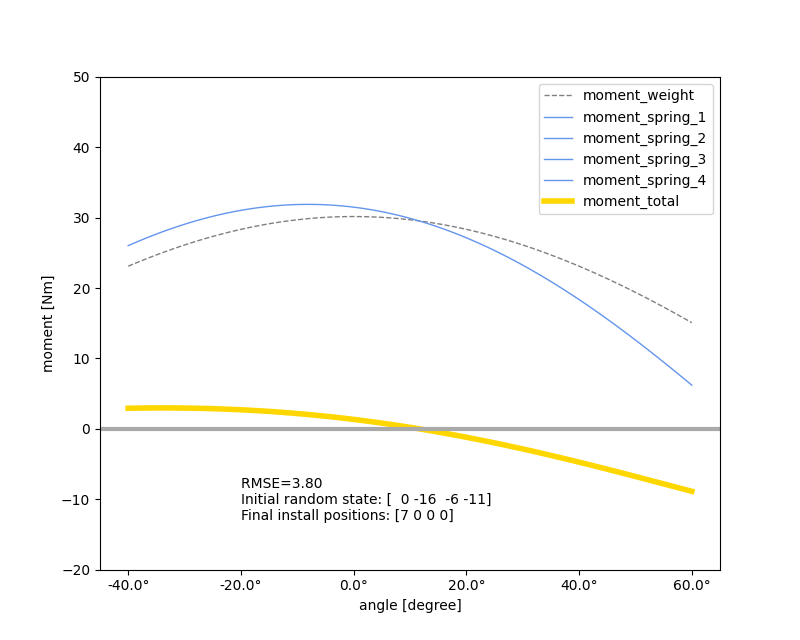 50
40
30
20
10
0
−10
−20
moment [Nm]
moment_weight
moment_spring_1
moment_spring_2
moment_spring_3
moment_spring_4
moment_total
RMSE=3.80
Initial random state: [  0 -16  -6 -11]
Final install positions: [7 0 0 0]
-40.0° -20.0° 0.0° 20.0° 40.0° 60.0°
angle [degree]